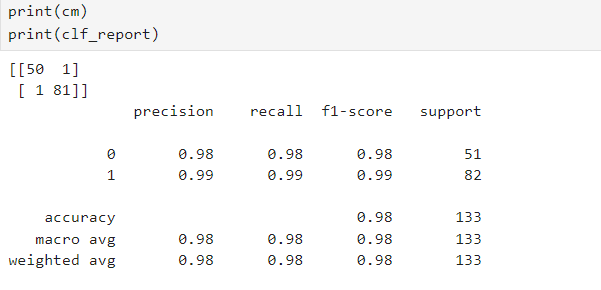 print(cm)
print(clf_report)
[[50  1]
 [ 1 81]]
              precision    recall  f1-score   support

           0       0.98      0.98      0.98        51
           1       0.99      0.99      0.99        82

    accuracy                           0.98       133
   macro avg       0.98      0.98      0.98       133
weighted avg       0.98      0.98      0.98       133